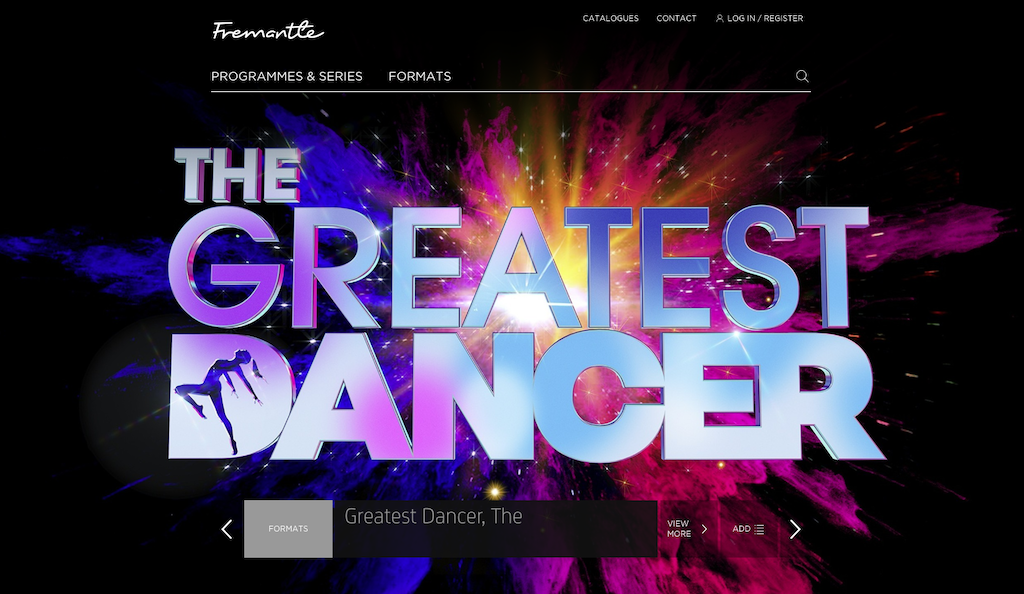 Fremantle
CATALOGUES CONTACT LOG IN / REGISTER
PROGRAMMES & SERIES FORMATS
THE
GREATEST
DANCER
FORMATS
Greatest Dancer, The
VIEW
MORE
ADD